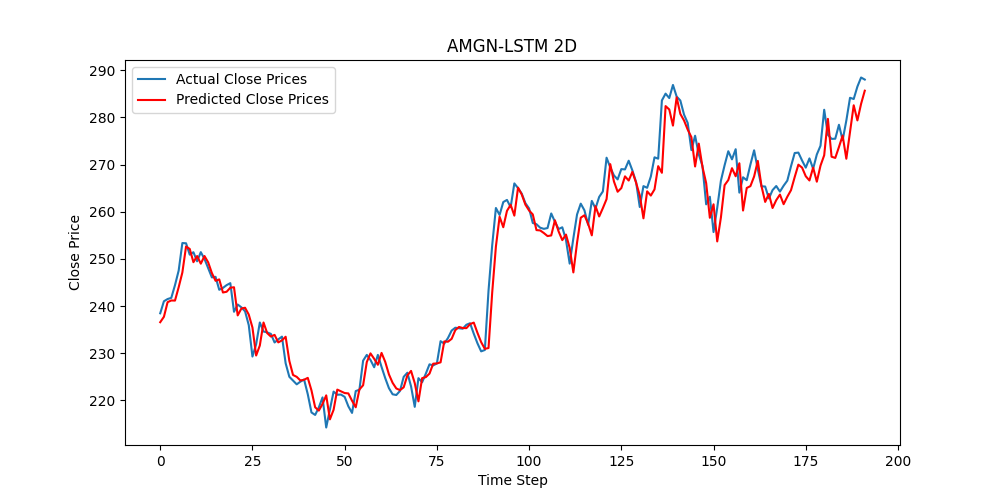 AMGN-LSTM 2D
Actual Close Prices
Predicted Close Prices
Close Price
290
280
270
260
250
240
230
220
0 25 50 75 100 125 150 175 200
Time Step